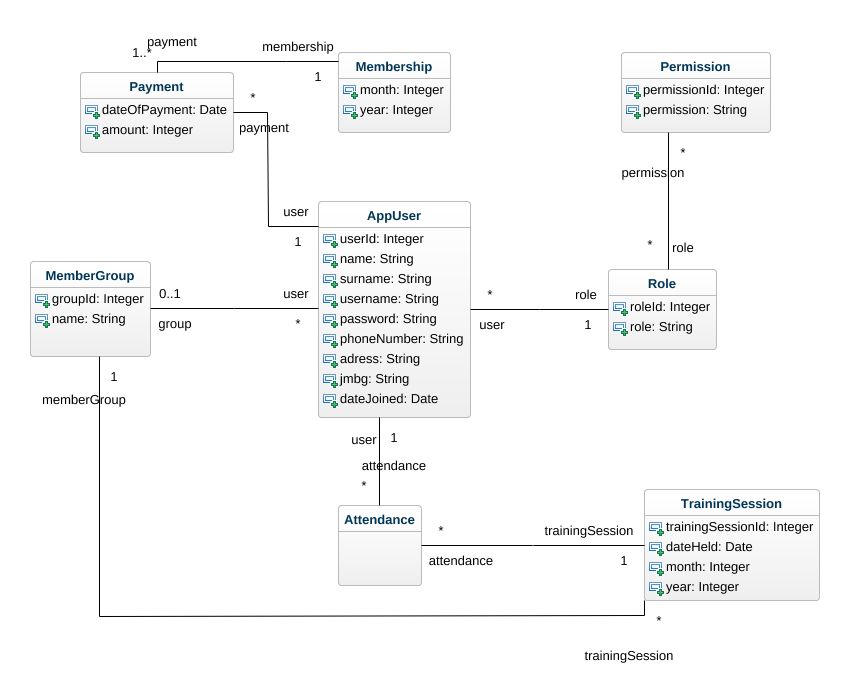 payment
1..*
membership
1
Payment
dateOfPayment: Date
amount: Integer
Membership
month: Integer
year: Integer
Permission
permissionId: Integer
permission: String
*
payment
user
1
*
permission
*
role
AppUser
userId: Integer
name: String
surname: String
username: String
password: String
phoneNumber: String
adress: String
jmbg: String
dateJoined: Date
MemberGroup
groupId: Integer
name: String
0..1
group
user
*
*
user
role
1
Role
roleId: Integer
role: String
1
memberGroup
user
1
attendance
*
Attendance
*
attendance
trainingSession
1
TrainingSession
trainingSessionId: Integer
dateHeld: Date
month: Integer
year: Integer
*
trainingSession